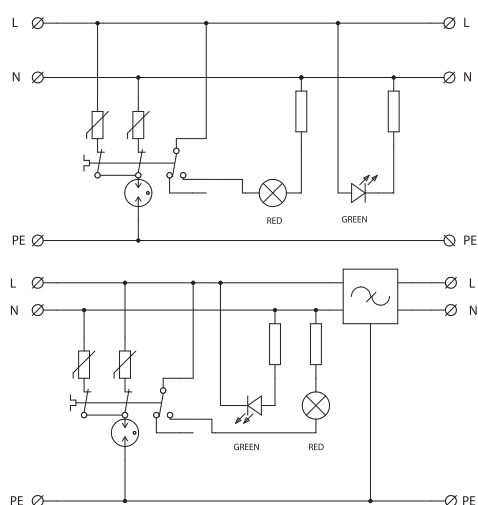 L L
N N
RED
GREEN
PE PE
L L
N N
GREEN RED
PE PE